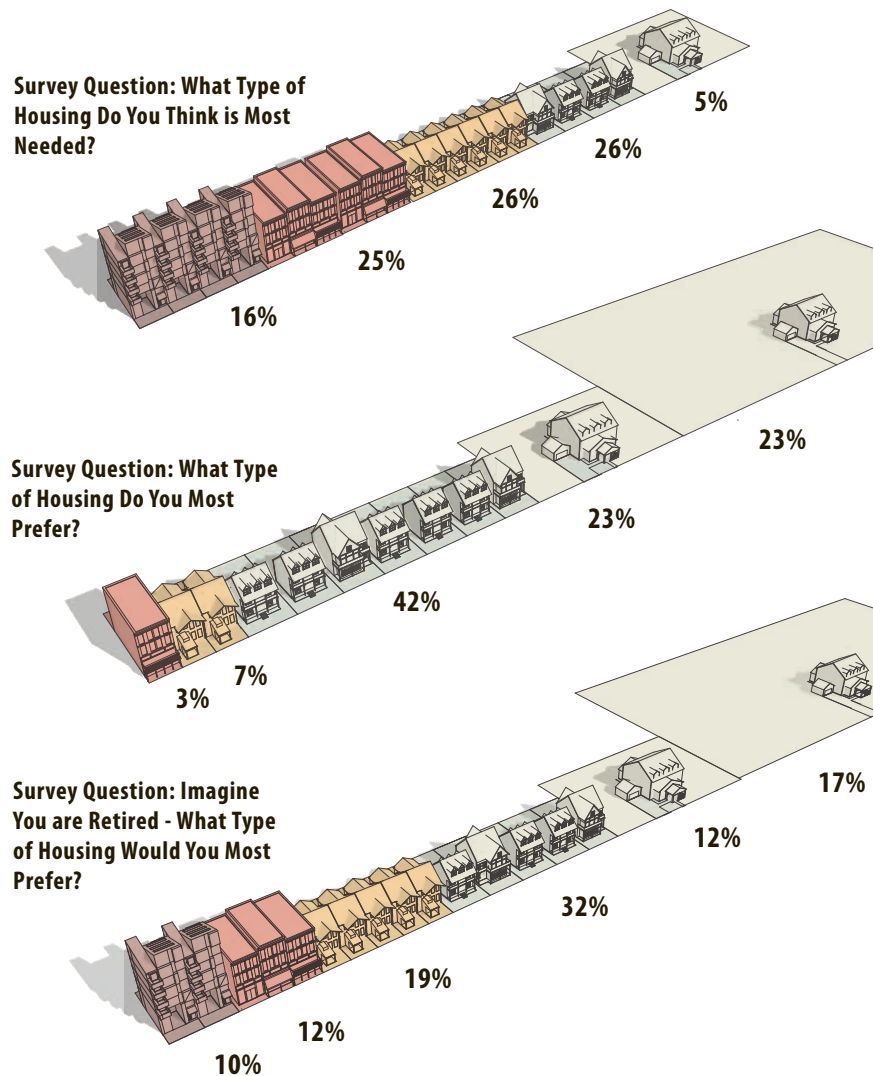 Survey Question: What Type of
Housing Do You Think is Most
Needed?
5%
26%
26%
25%
16%
Survey Question: What Type
of Housing Do You Most
Prefer?
23%
23%
42%
7%
3%
Survey Question: Imagine
You are Retired - What Type
of Housing Would You Most
Prefer?
17%
12%
32%
19%
12%
10%